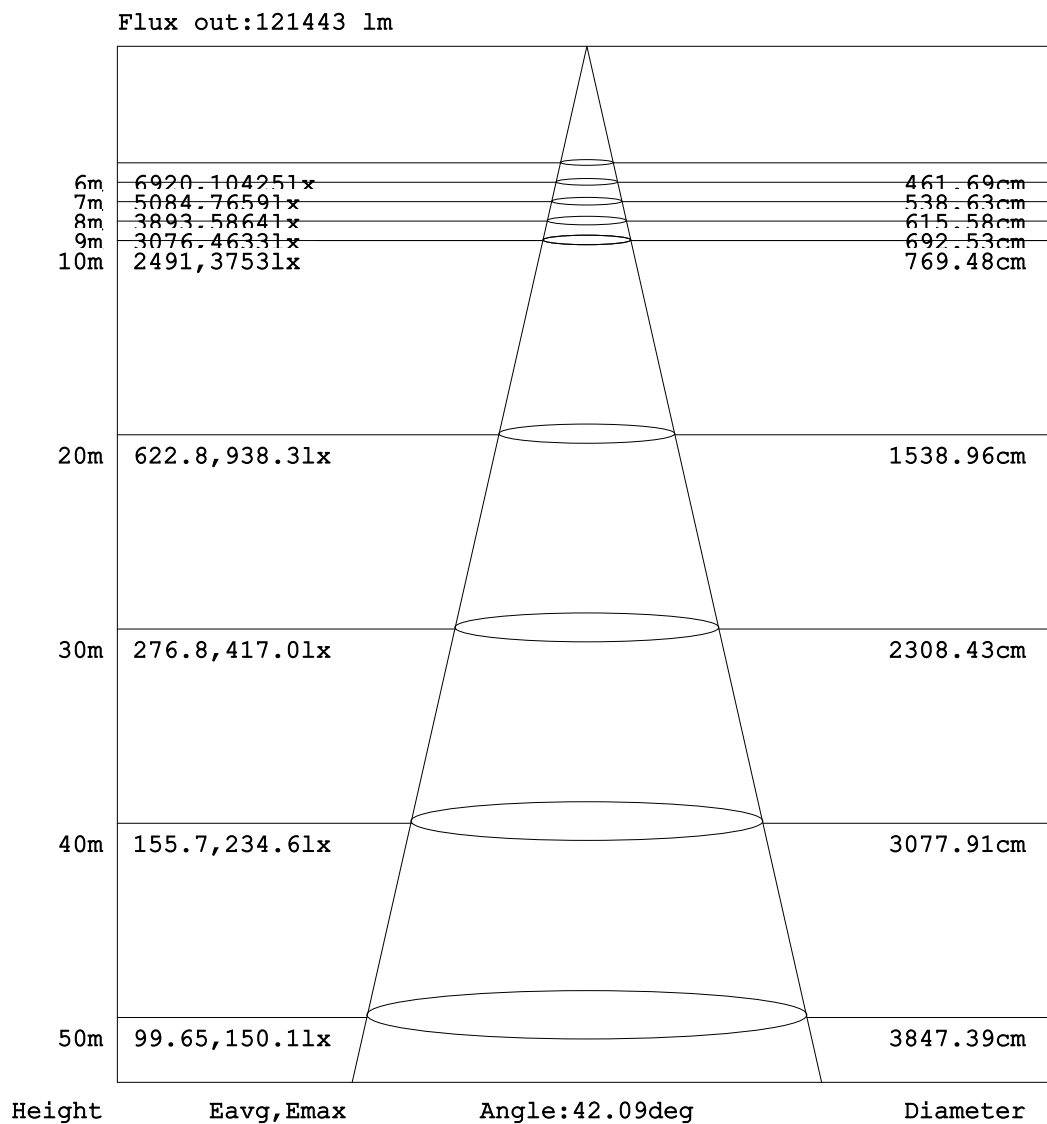 Flux out:121443 lm
6m 6920,10425lx 461.69cm
7m 5084,7659lx 538.63cm
8m 3893,5864lx 615.58cm
9m 3076,4633lx 692.53cm
10m 2491,3753lx 769.48cm
20m 622.8,938.3lx 1538.96cm
30m 276.8,417.0lx 2308.43cm
40m 155.7,234.6lx 3077.91cm
50m 99.65,150.1lx 3847.39cm
Height Eavg,Emax Angle:42.09deg Diameter